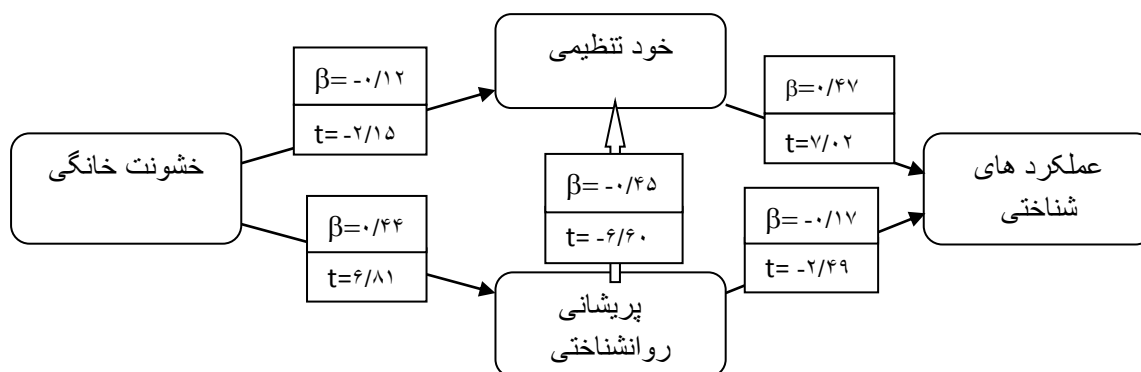 خود تنظیمی
β= -۰/۱۲
t= -۲/۱۵
β=۰/۴۷
t=۷/۰۲
خشونت خانگی
β= -۰/۴۵
t= -۶/۶۰
عملکرد های
شناختی
β=۰/۴۴
t=۶/۸۱
β= -۰/۱۷
t= -۲/۴۹
پریشانی
روانشناختی